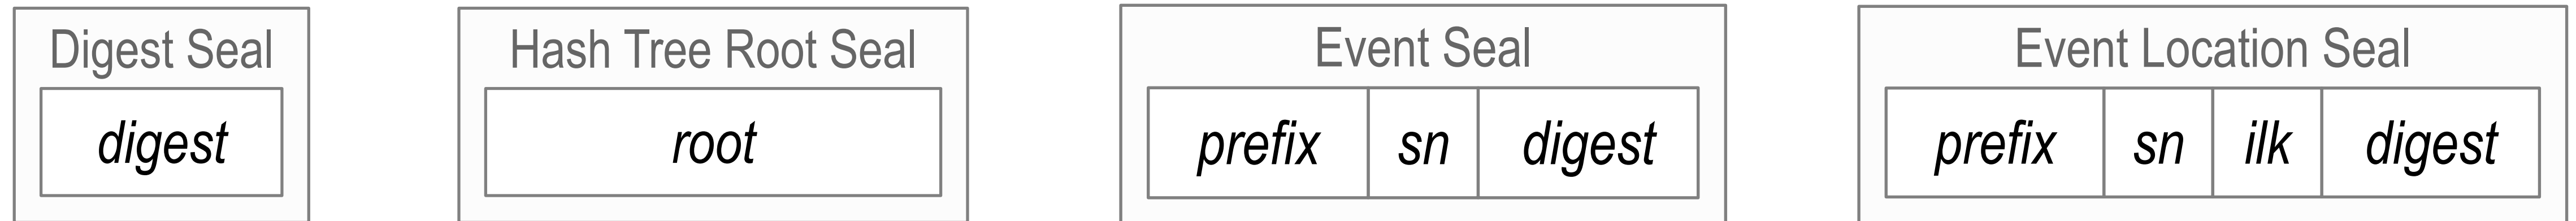 Digest Seal
digest
Hash Tree Root Seal
root
Event Seal
prefix sn digest
Event Location Seal
prefix sn ilk digest